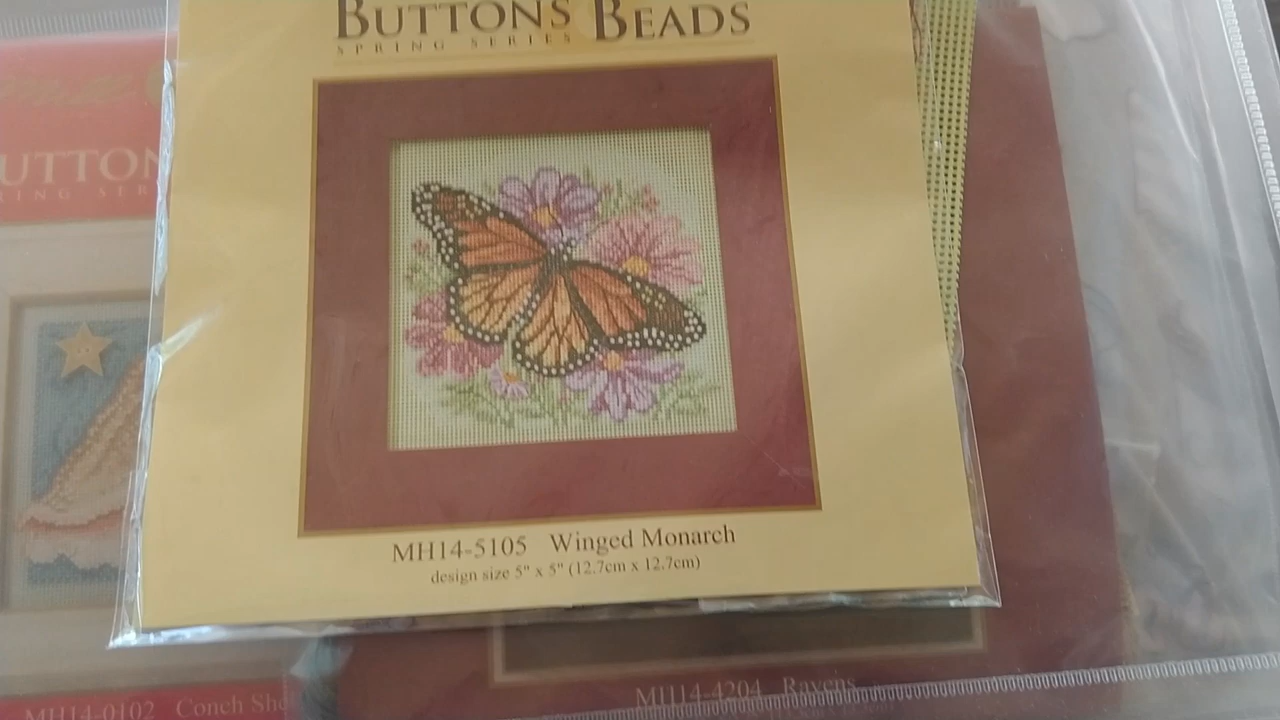 BUTTONS BEADS
SPRING SERIES
UTTON
ING SER
MH14-5105 Winged Monarch
design size 5" x 5" (12.7cm x 12.7cm)
MH14-4204 Ravens
MH14-0102 Conch She